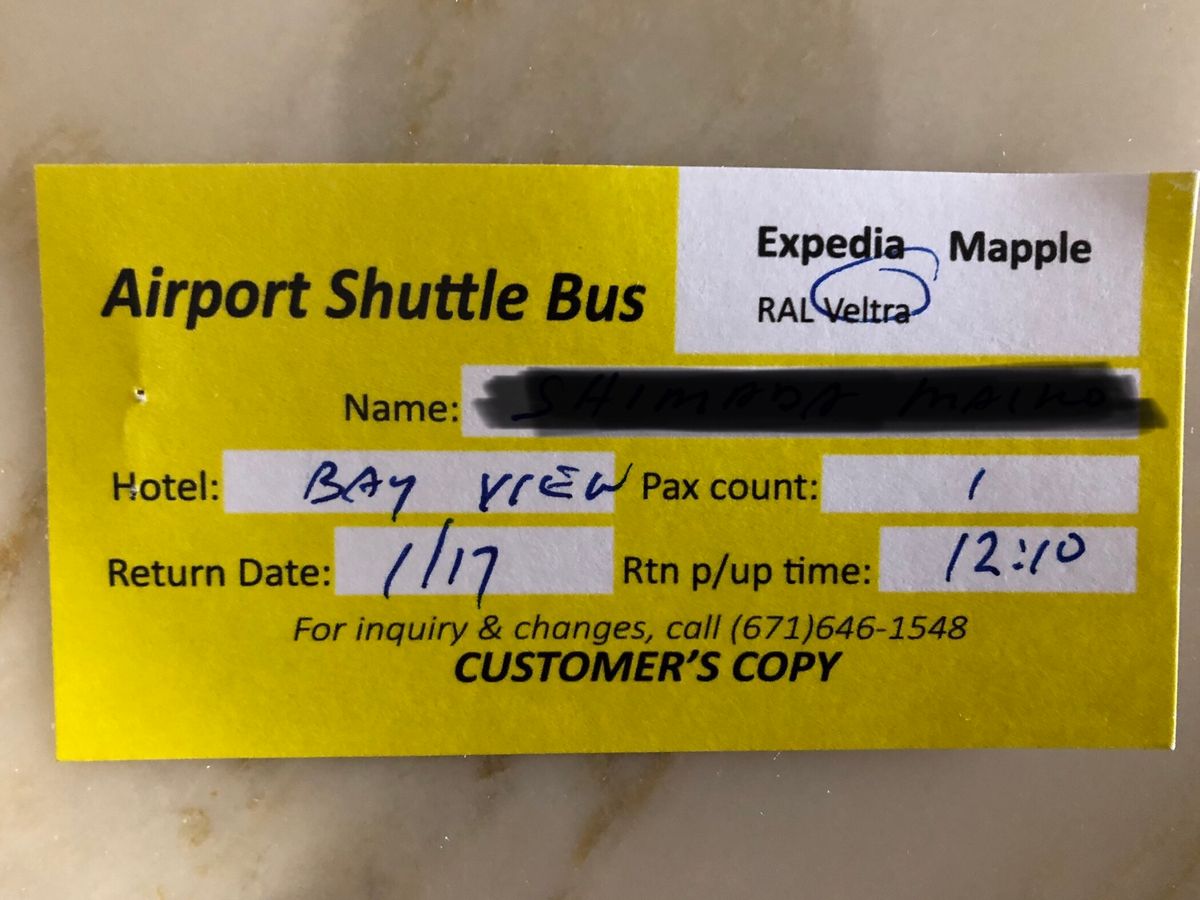 Expedia Mapple
Airport Shuttle Bus
RAL Veltra
Name:
Hotel: BAY VIEW Pax count: 1
Return Date: 1/17 Rtn p/up time: 12:10
For inquiry & changes, call (671)646-1548
CUSTOMER'S COPY